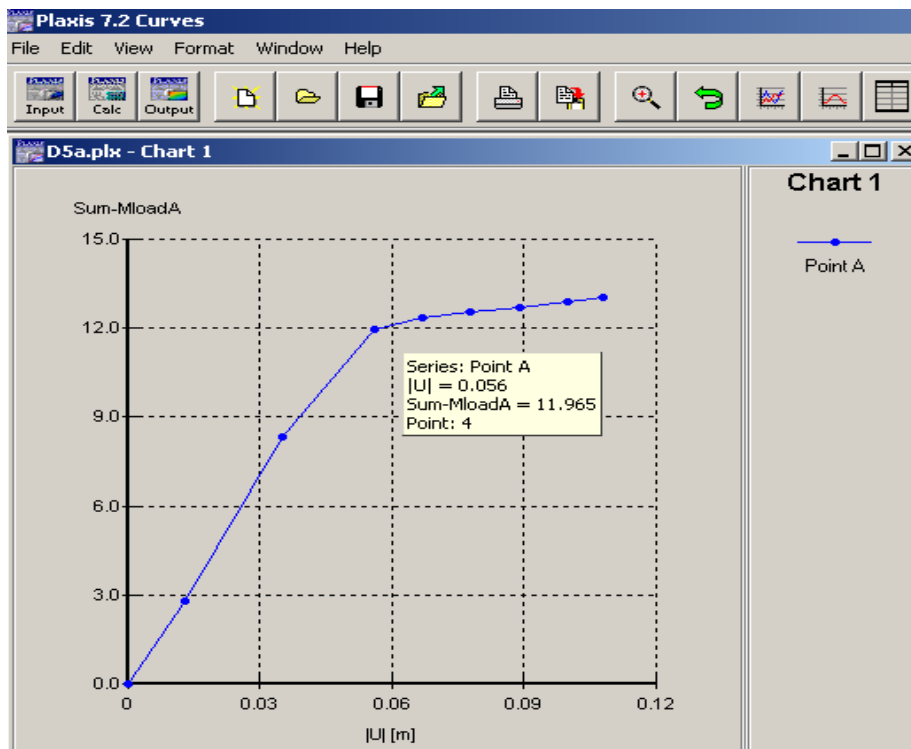 Plaxis 7.2 Curves
File Edit View Format Window Help
Input Calc Output
D5a.plx - Chart 1
Chart 1
Point A
Sum-MloadA
15.0
12.0
9.0
6.0
3.0
0.0
Series: Point A
|U| = 0.056
Sum-MloadA = 11.965
Point: 4
0 0.03 0.06 0.09 0.12
|U| [m]